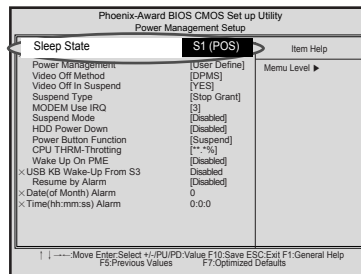 Phoenix-Award BIOS CMOS Set up Utility
Power Management Setup
Sleep State S1 (POS)
Item Help
Power Management [User Define]
Menu Level ▶
Video Off Method [DPMS]
Video Off In Suspend [YES]
Suspend Type [Stop Grant]
MODEM Use IRQ [3]
Suspend Mode [Disabled]
HDD Power Down [Disabled]
Power Button Function [Suspend]
CPU THRM-Throtting [**.*%]
Wake Up On PME [Disabled]
×USB KB Wake-Up From S3 Disabled
Resume by Alarm [Disabled]
×Date(of Month) Alarm 0
×Time(hh:mm:ss) Alarm 0:0:0
↑↓→←:Move Enter:Select +/-/PU/PD:Value F10:Save ESC:Exit F1:General Help
F5:Previous Values F7:Optimized Defaults